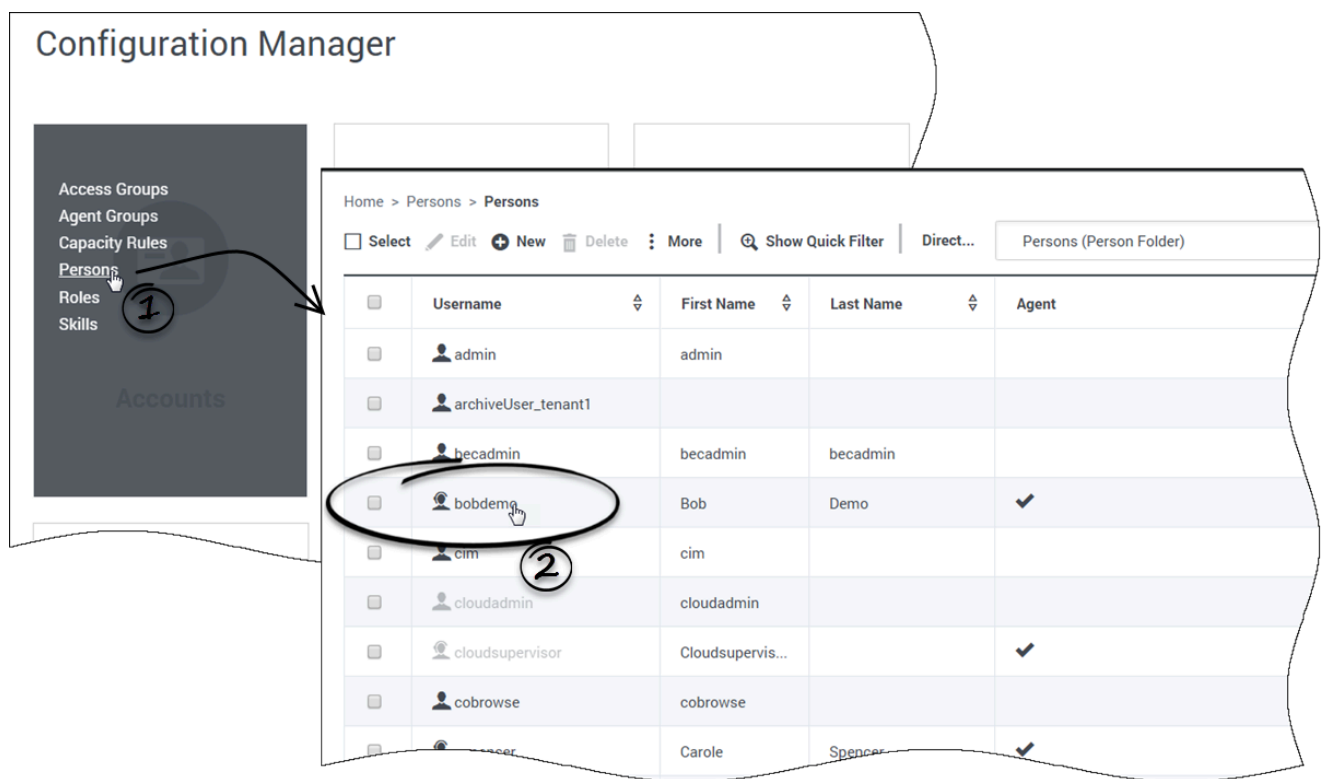 Configuration Manager
Access Groups
Agent Groups
Capacity Rules
Persons
Roles
Skills
Accounts
1
Home > Persons > Persons
Select Edit New Delete More Show Quick Filter Direct... Persons (Person Folder)
Username First Name Last Name Agent
admin admin
archiveUser_tenant1
becadmin becadmin becadmin
bobdemo Bob Demo
2
cim cim
cloudadmin cloudadmin
cloudsupervisor Cloudsupervis...
cobrowse cobrowse
Carole Spencer